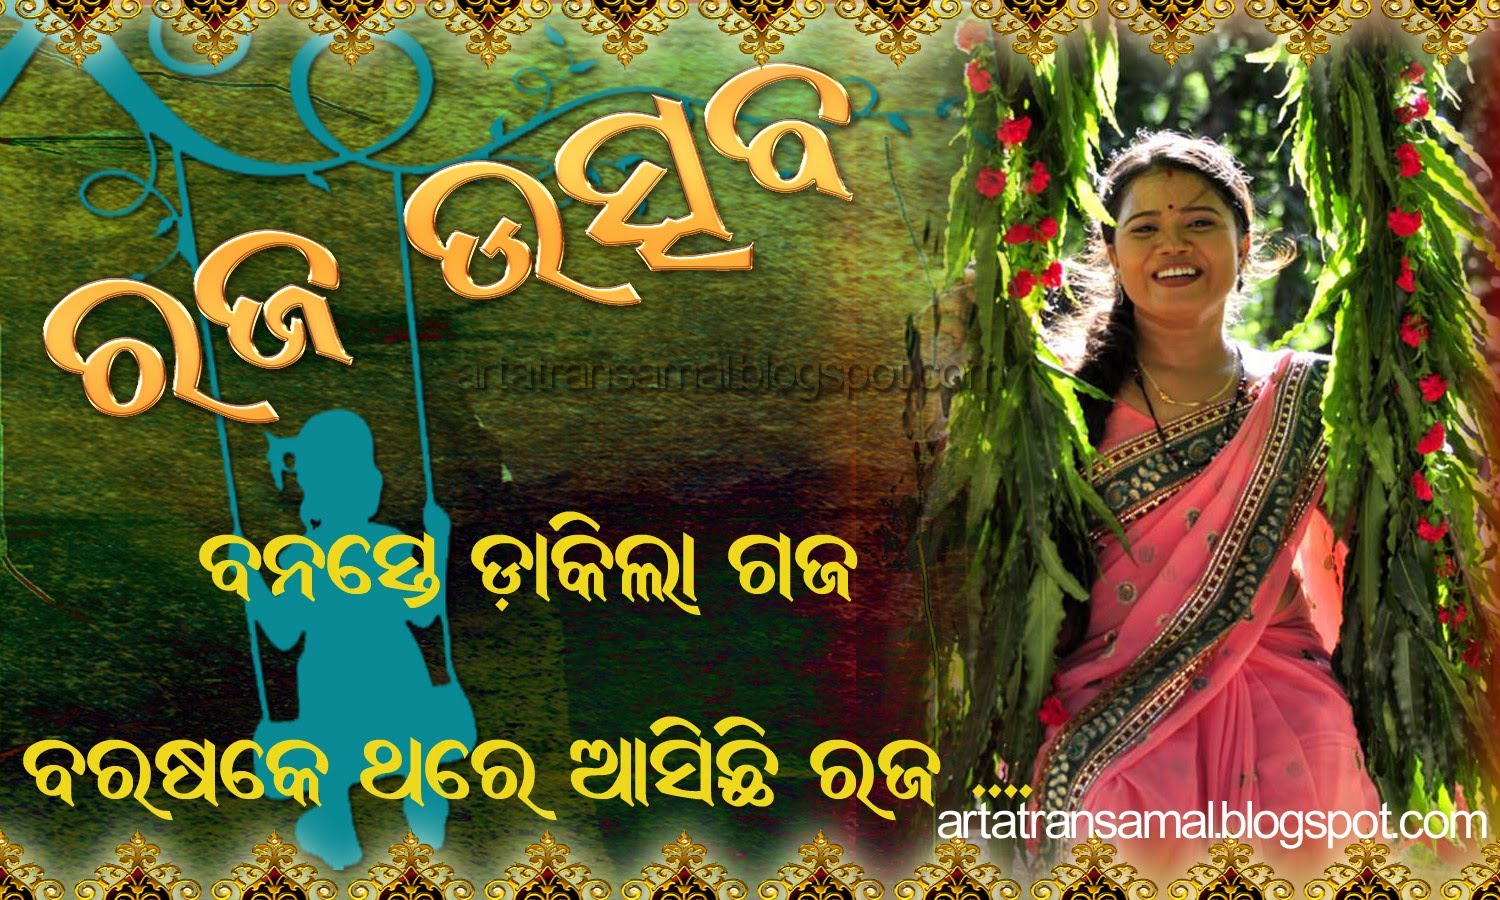 ରଜ ଉତ୍ସବ
artatransamal.blogspot.com
ବନସ୍ତେ ଡ଼ାକିଲା ଗଜ
ବରଷକେ ଥରେ ଆସିଛି ରଜ ....
artatransamal.blogspot.com